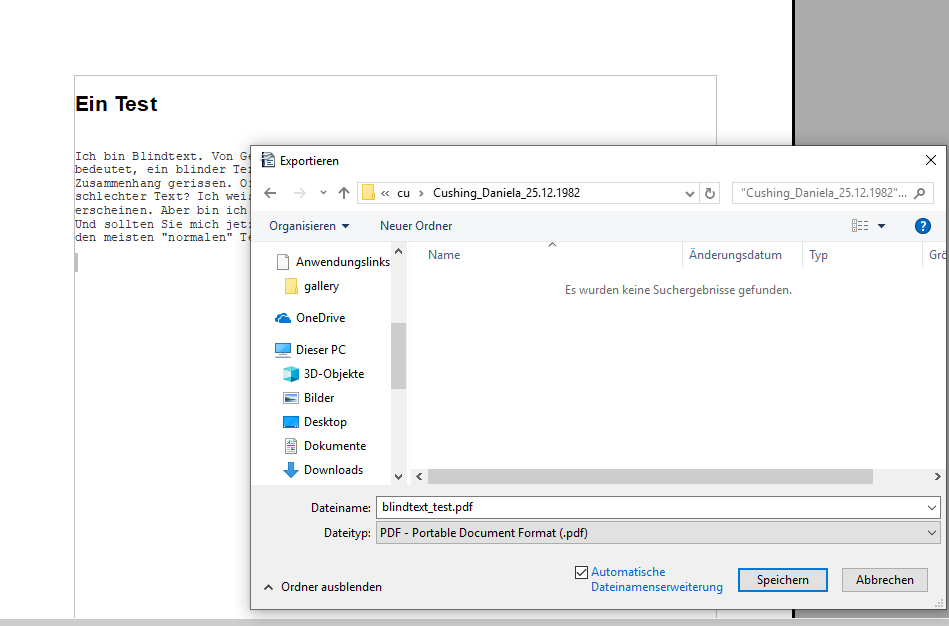 Ein Test
Ich bin Blindtext. Von Ge
bedeutet, ein blinder Tex
Zusammenhang gerissen. Of
schlechter Text? Ich weis
erscheinen. Aber bin ich
Und sollten Sie mich jetz
den meisten "normalen" Te
Exportieren
« cu › Cushing_Daniela_25.12.1982
"Cushing_Daniela_25.12.1982"...
Organisieren Neuer Ordner
Name Änderungsdatum Typ Grö
Es wurden keine Suchergebnisse gefunden.
Anwendungslinks
gallery
OneDrive
Dieser PC
3D-Objekte
Bilder
Desktop
Dokumente
Downloads
Dateiname: blindtext_test.pdf
Dateityp: PDF - Portable Document Format (.pdf)
Automatische
Dateinamenserweiterung
Ordner ausblenden
Speichern
Abbrechen